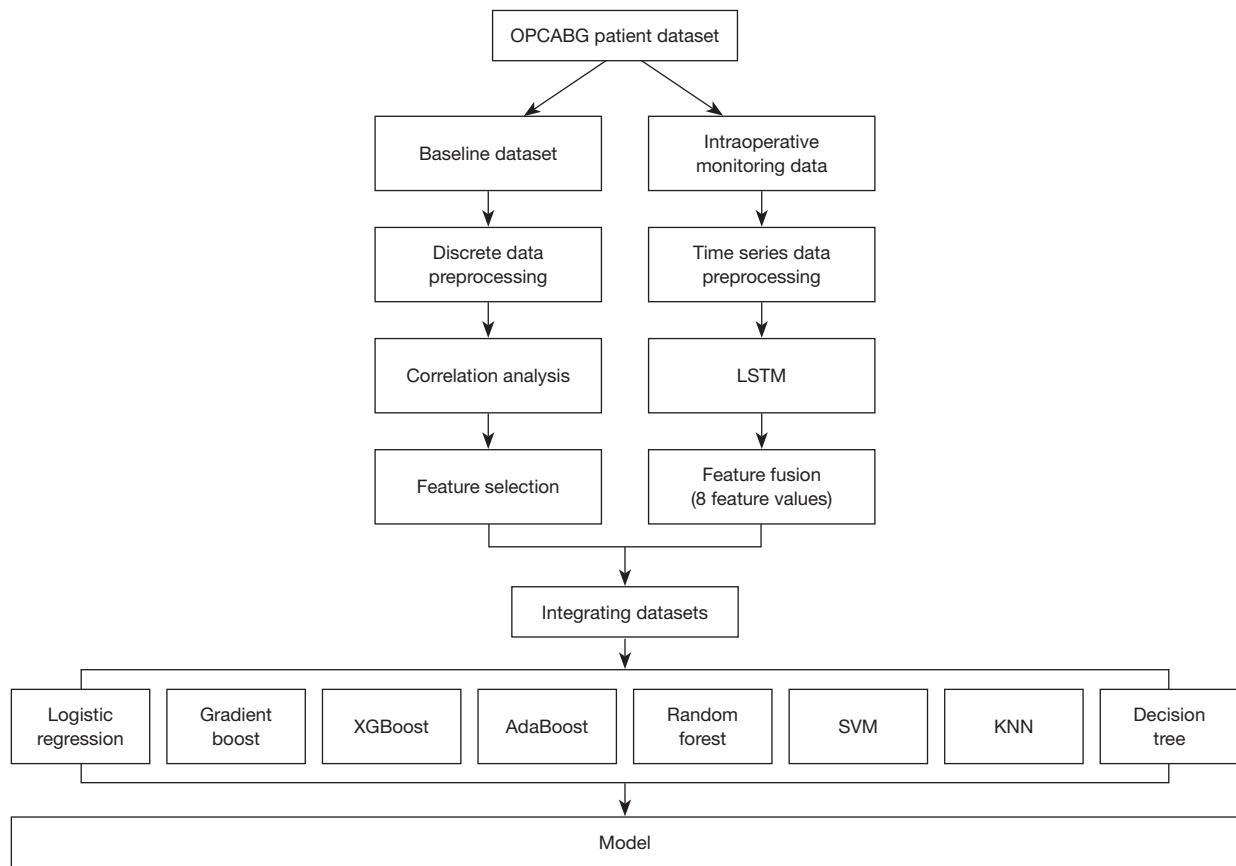 OPCABG patient dataset
Baseline dataset
Intraoperative
monitoring data
Discrete data
preprocessing
Time series data
preprocessing
Correlation analysis
LSTM
Feature selection
Feature fusion
(8 feature values)
Integrating datasets
Logistic
regression
Gradient
boost
XGBoost
AdaBoost
Random
forest
SVM
KNN
Decision
tree
Model